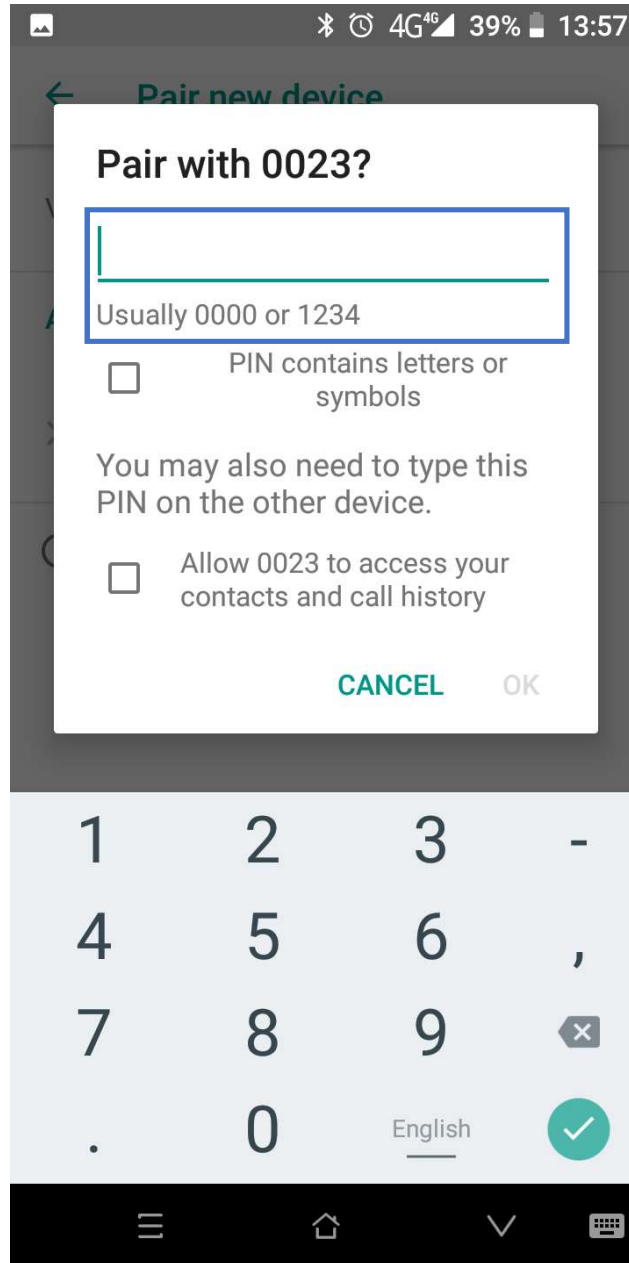 4G 4G 39% 13:57
Pair new device
Pair with 0023?
Usually 0000 or 1234
PIN contains letters or
symbols
You may also need to type this
PIN on the other device.
Allow 0023 to access your
contacts and call history
CANCEL OK
1 2 3 -
4 5 6 ,
7 8 9
. 0 English